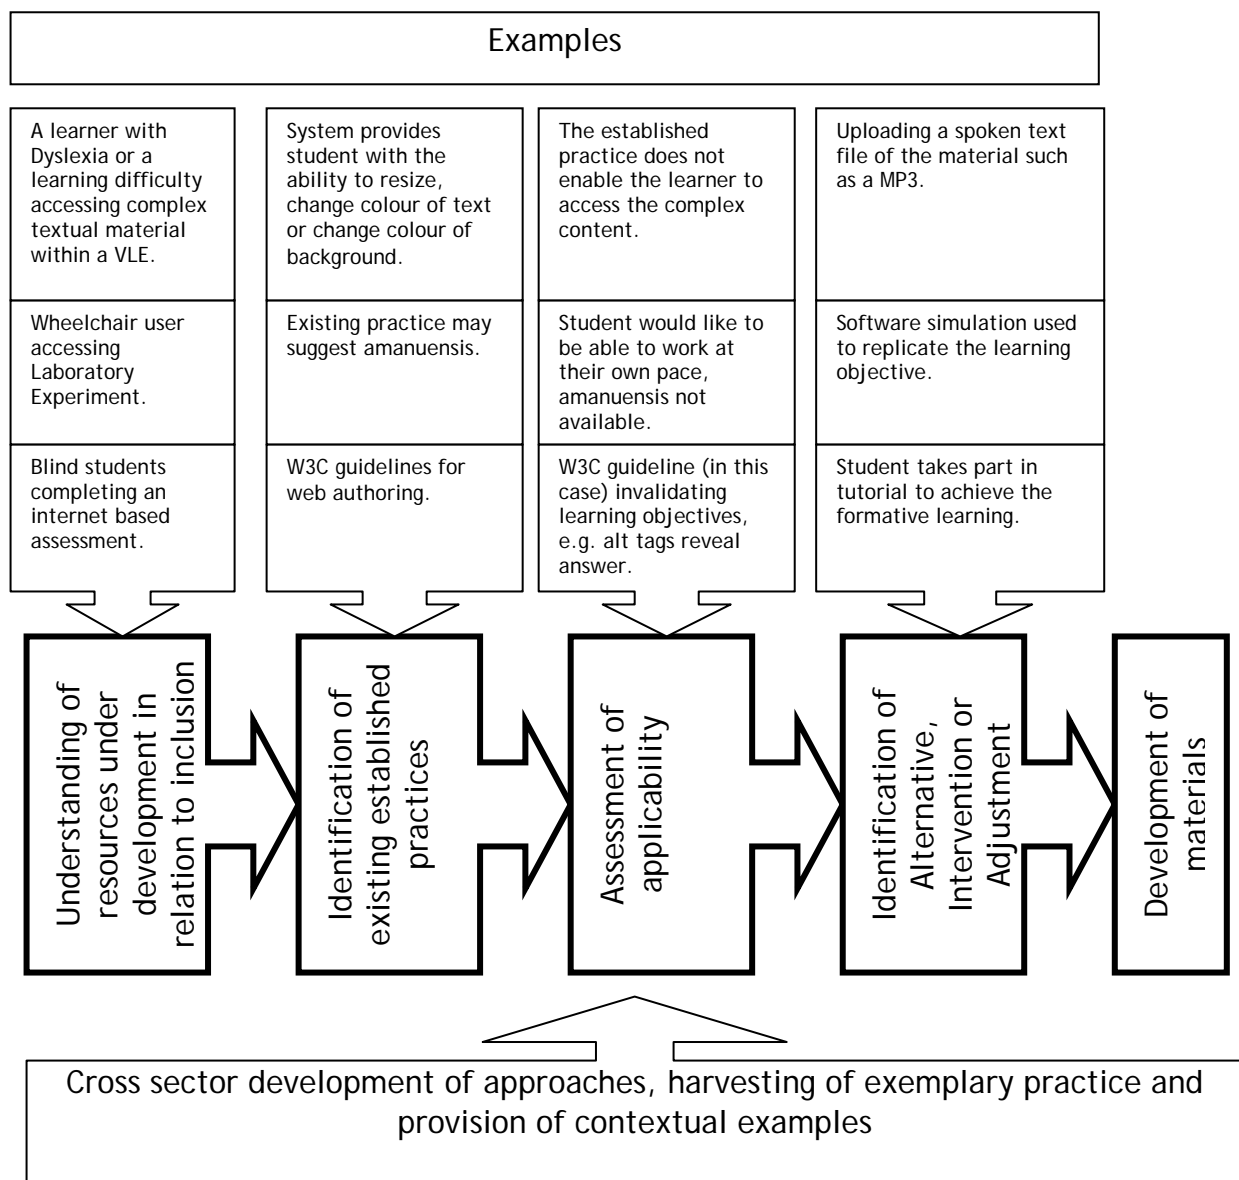 Examples
A learner with
Dyslexia or a
learning difficulty
accessing complex
textual material
within a VLE.
System provides
student with the
ability to resize,
change colour of text
or change colour of
background.
The established
practice does not
enable the learner to
access the complex
content.
Uploading a spoken text
file of the material such
as a MP3.
Wheelchair user
accessing
Laboratory
Experiment.
Existing practice may
suggest amanuensis.
Student would like to
be able to work at
their own pace,
amanuensis not
available.
Software simulation used
to replicate the learning
objective.
Blind students
completing an
internet based
assessment.
W3C guidelines for
web authoring.
W3C guideline (in this
case) invalidating
learning objectives,
e.g. alt tags reveal
answer.
Student takes part in
tutorial to achieve the
formative learning.
Understanding of
resources under
development in
relation to inclusion
Identification of
existing established
practices
Assessment of
applicability
Identification of
Alternative,
Intervention or
Adjustment
Development of
materials
Cross sector development of approaches, harvesting of exemplary practice and
provision of contextual examples